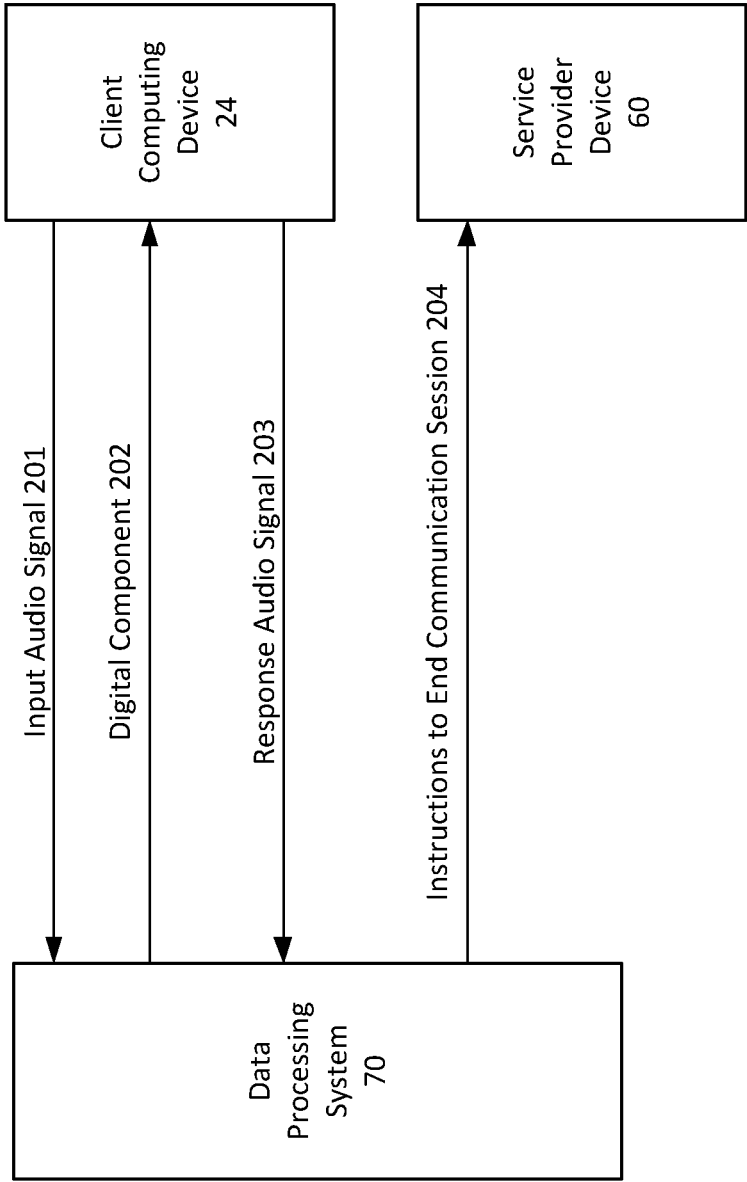 Client
Computing
Device
24
Service
Provider
Device
60
Input Audio Signal 201
Digital Component 202
Response Audio Signal 203
Instructions to End Communication Session 204
Data
Processing
System
70